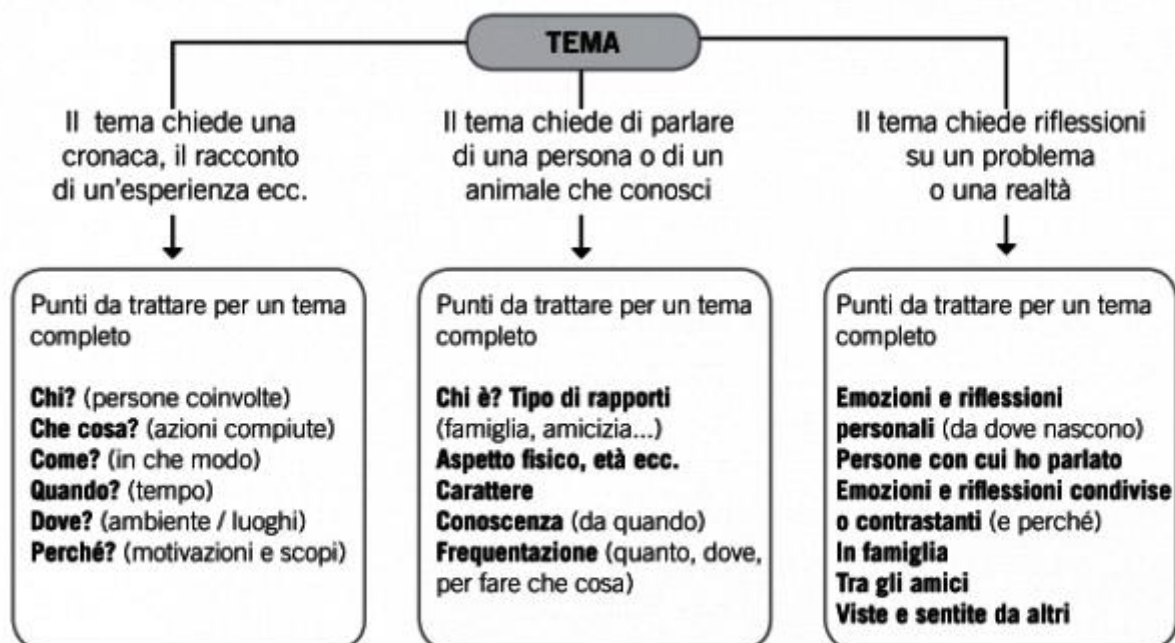 TEMA
Il tema chiede una
cronaca, il racconto
di un'esperienza ecc.
Punti da trattare per un tema
completo
Chi? (persone coinvolte)
Che cosa? (azioni compiute)
Come? (in che modo)
Quando? (tempo)
Dove? (ambiente / luoghi)
Perché? (motivazioni e scopi)
Il tema chiede di parlare
di una persona o di un
animale che conosci
Punti da trattare per un tema
completo
Chi è? Tipo di rapporti
(famiglia, amicizia...)
Aspetto fisico, età ecc.
Carattere
Conoscenza (da quando)
Frequentazione (quanto, dove,
per fare che cosa)
Il tema chiede riflessioni
su un problema
o una realtà
Punti da trattare per un tema
completo
Emozioni e riflessioni
personali (da dove nascono)
Persone con cui ho parlato
Emozioni e riflessioni condivise
o contrastanti (e perché)
In famiglia
Tra gli amici
Viste e sentite da altri